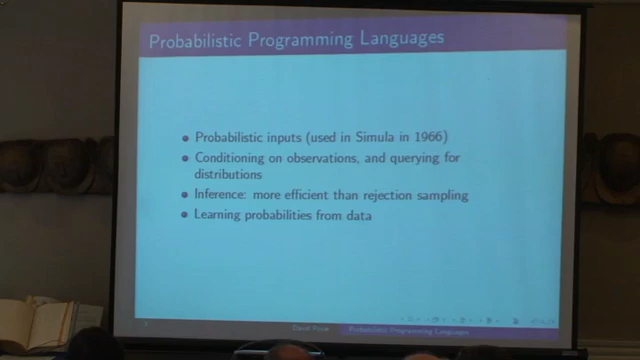 Probabilistic Programming Languages
Probabilistic inputs (used in Simula in 1966)
Conditioning on observations, and querying for
distributions
Inference: more efficient than rejection sampling
Learning probabilities from data
David Poole
Probabilistic Programming Languages